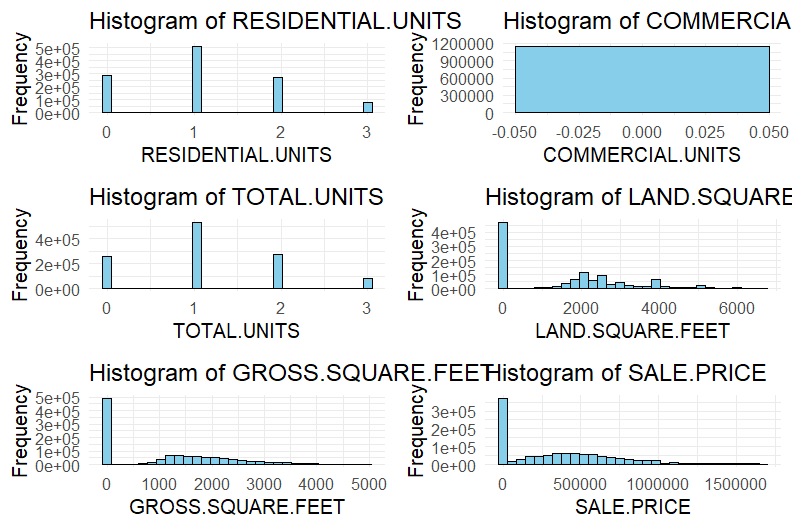 Histogram of RESIDENTIAL.UNITS
Frequency
5e+05
4e+05
3e+05
2e+05
1e+05
0e+00
0 1 2 3
RESIDENTIAL.UNITS
Histogram of COMMERCIA
Frequency
1200000
900000
600000
300000
0
-0.050 -0.025 0.000 0.025 0.050
COMMERCIAL.UNITS
Histogram of TOTAL.UNITS
Frequency
4e+05
2e+05
0e+00
0 1 2 3
TOTAL.UNITS
Histogram of LAND.SQUARE
Frequency
4e+05
3e+05
2e+05
1e+05
0e+00
0 2000 4000 6000
LAND.SQUARE.FEET
Histogram of GROSS.SQUARE.FEET
Frequency
5e+05
4e+05
3e+05
2e+05
1e+05
0e+00
0 1000 2000 3000 4000 5000
GROSS.SQUARE.FEET
Histogram of SALE.PRICE
Frequency
3e+05
2e+05
1e+05
0e+00
0 500000 1000000 1500000
SALE.PRICE